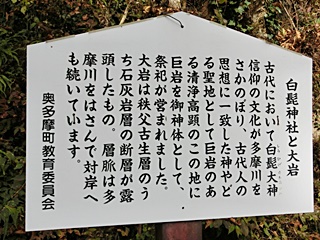 白髭神社と大岩
古代において白髭大神
信仰の文化が多摩川を
さかのぼり、古代人の
思想に一致した神やど
る聖地として巨岩のあ
る清浄高顕のこの地に
巨岩を御神体として、
祭祀が営まれました。
大岩は秩父古生層のう
ち石灰岩層の断層が露
頭したもの。層脈は多
摩川をはさんで対岸へ
も続いています。
奥多摩町教育委員会